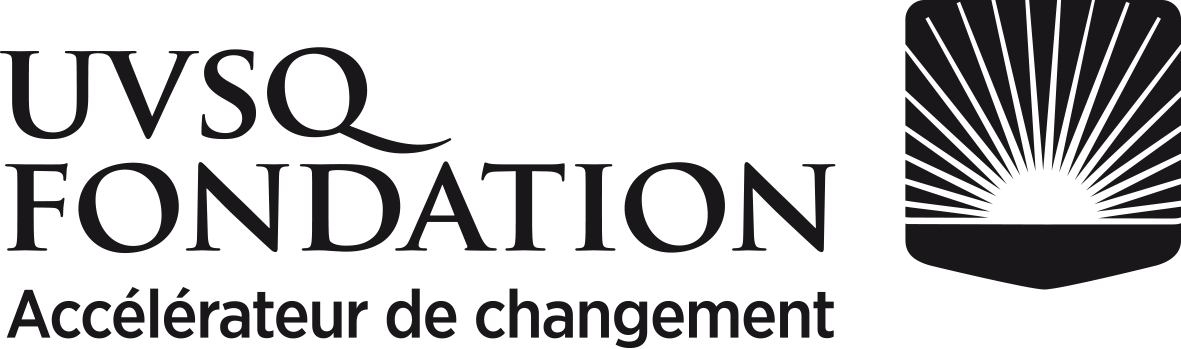 UVSQ
FONDATION
Accélérateur de changement